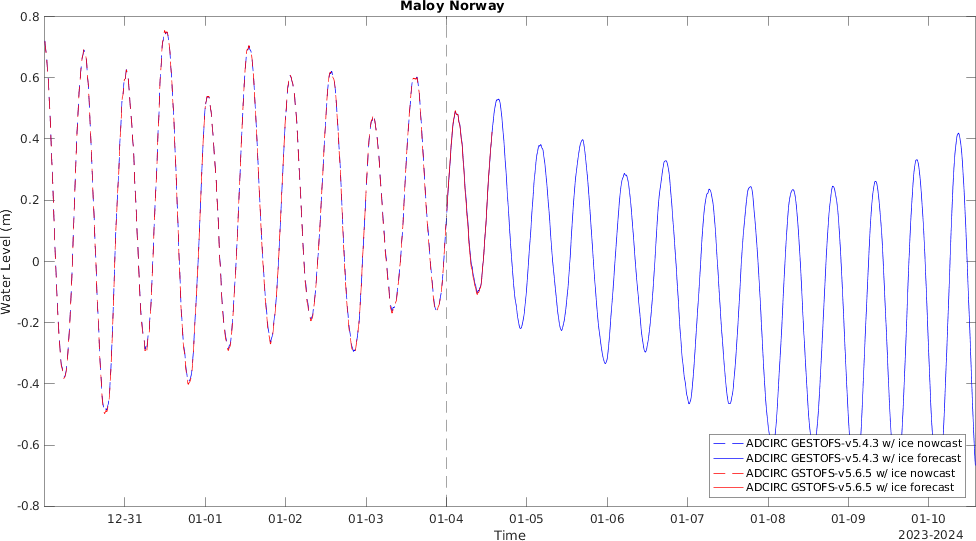 Maloy Norway
0.8
0.6
0.4
0.2
0
-0.2
-0.4
-0.6
-0.8
Water Level (m)
ADCIRC GESTOFS-v5.4.3 w/ ice nowcast
ADCIRC GESTOFS-v5.4.3 w/ ice forecast
ADCIRC GSTOFS-v5.6.5 w/ ice nowcast
ADCIRC GSTOFS-v5.6.5 w/ ice forecast
12-31 01-01 01-02 01-03 01-04 01-05 01-06 01-07 01-08 01-09 01-10
Time
2023-2024